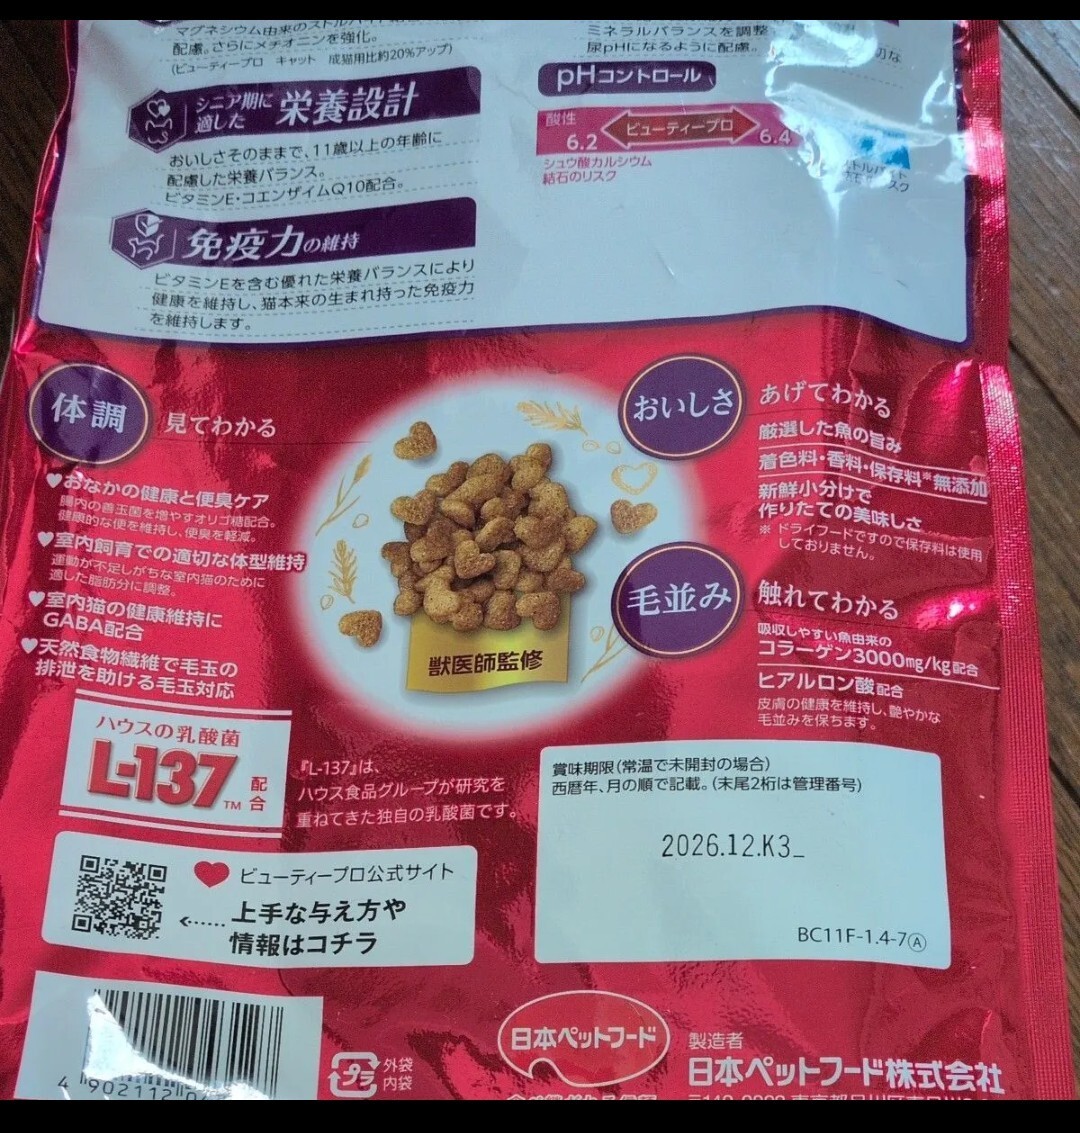 マグネシウム由来の
配慮。さらにメチオニンを強化。
(ビューティープロ キャット 成猫用比約20%アップ)
シニア期に
適した 栄養設計
おいしさそのままで、11歳以上の年齢に
配慮した栄養バランス。
ビタミンE・コエンザイムQ10配合。
免疫力の維持
ビタミンEを含む優れた栄養バランスにより
健康を維持し、猫本来の生まれ持った免疫力
を維持します。
ミネラルバランスを調整
尿pHになるように配慮。
pHコントロール
酸性
6.2 ビューティープロ 6.4
シュウ酸カルシウム
結石のリスク
体調 見てわかる
♥おなかの健康と便臭ケア
腸内の善玉菌を増やすオリゴ糖配合。
健康的な便を維持し、便臭を軽減。
♥室内飼育での適切な体型維持
運動が不足しがちな室内猫のために
適した脂肪分に調整。
♥室内猫の健康維持に
GABA配合
♥天然食物繊維で毛玉の
排泄を助ける毛玉対応
獣医師監修
おいしさ あげてわかる
厳選した魚の旨み
着色料・香料・保存料※無添加
新鮮小分けで
作りたての美味しさ
※ ドライフードですので保存料は使用
しておりません。
毛並み 触れてわかる
吸収しやすい魚由来の
コラーゲン3000mg/kg配合
ヒアルロン酸配合
皮膚の健康を維持し、艶やかな
毛並みを保ちます。
ハウスの乳酸菌
L-137™ 配合
『L-137』は、
ハウス食品グループが研究を
重ねてきた独自の乳酸菌です。
ビューティープロ公式サイト
上手な与え方や
情報はコチラ
賞味期限(常温で未開封の場合)
西暦年、月の順で記載。(末尾2桁は管理番号)
2026.12.K3_
BC11F-1.4-7Ⓐ
4 902112
プラ 外袋
内袋
日本ペットフード
製造者
日本ペットフード株式会社